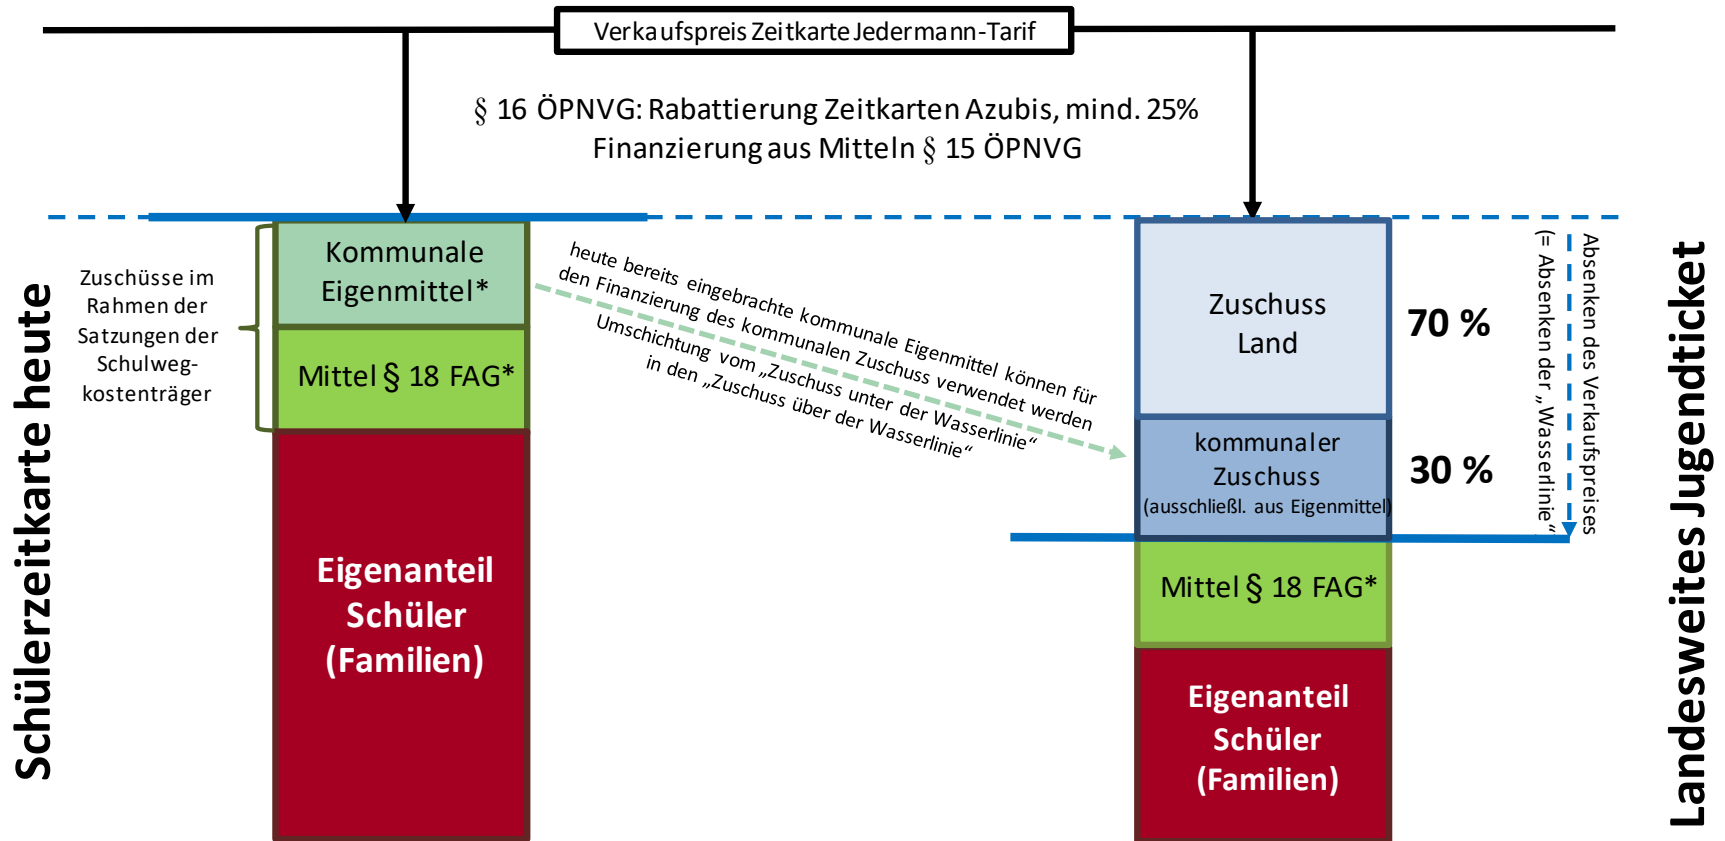 Verkaufspreis Zeitkarte Jedermann-Tarif
§ 16 ÖPNVG: Rabattierung Zeitkarten Azubis, mind. 25%
Finanzierung aus Mitteln § 15 ÖPNVG
Schülerzeitkarte heute
Zuschüsse im
Rahmen der
Satzungen der
Schulweg-
kostenträger
Kommunale
Eigenmittel*
Mittel § 18 FAG*
Eigenanteil
Schüler
(Familien)
heute bereits eingebrachte kommunale Eigenmittel können für
den Finanzierung des kommunalen Zuschuss verwendet werden
Umschichtung vom „Zuschuss unter der Wasserlinie“
in den „Zuschuss über der Wasserlinie“
Zuschuss
Land
70 %
kommunaler
Zuschuss
(ausschließl. aus Eigenmittel)
30 %
Mittel § 18 FAG*
Eigenanteil
Schüler
(Familien)
Absenken des Verkaufspreises
(= Absenken der „Wasserlinie“
Landesweites Jugendticket